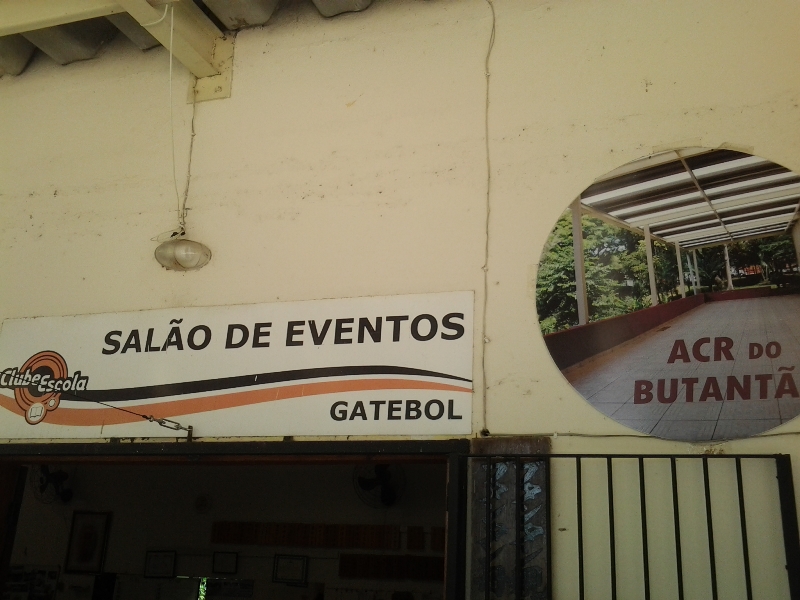 SALÃO DE EVENTOS
Clube Escola
GATEBOL
ACR DO
BUTANTÃ